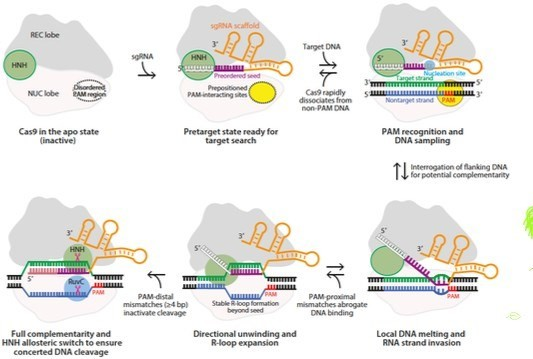 REC lobe
HNH
NUC lobe
Disordered
PAM region
Cas9 in the apo state
(inactive)
sgRNA
sgRNA scaffold
3'
HNH
5'
Preordered seed
Prepositioned
PAM-interacting sites
Pretarget state ready for
target search
Target DNA
Cas9 rapidly
dissociates from
non-PAM DNA
3'
5'
Nucleation site
Target strand
3'
5'
5'
3'
Nontarget strand
PAM
PAM recognition and
DNA sampling
Interrogation of flanking DNA
for potential complementarity
3'
5'
HNH
RuvC
PAM
Full complementarity and
HNH allosteric switch to ensure
concerted DNA cleavage
PAM-distal
mismatches (≥4 bp)
inactivate cleavage
3'
5'
PAM
Stable R-loop formation
beyond seed
Directional unwinding and
R-loop expansion
PAM-proximal
mismatches abrogate
DNA binding
5'
3'
PAM
Local DNA melting and
RNA strand invasion